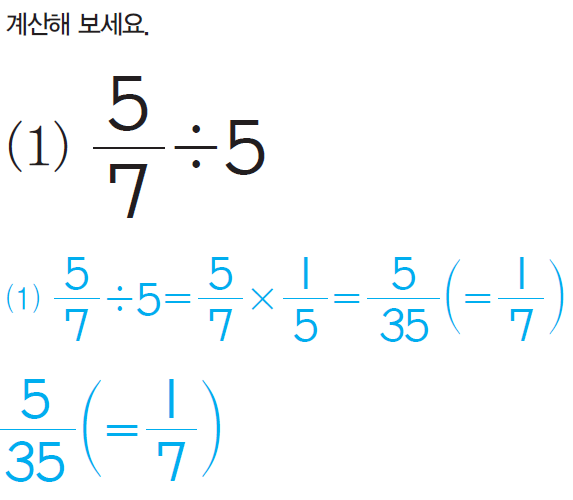 계산해 보세요.
(1) 5/7 ÷ 5
(1) 5/7 ÷ 5 = 5/7 × 1/5 = 5/35 (= 1/7)
5/35 (= 1/7)